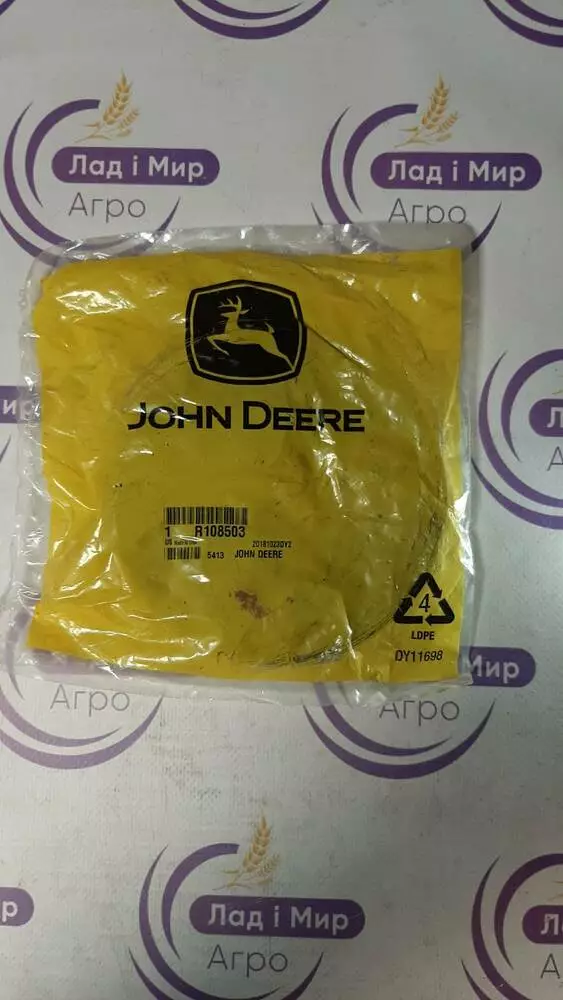 Лад і Мир
Агро
Лад і Мир
Агро
JOHN DEERE
1 R108503
20181023DY2
5413 JOHN DEERE
4
LDPE
DY11698
Мир
Агро
Агро
Лад і Мир
Агро